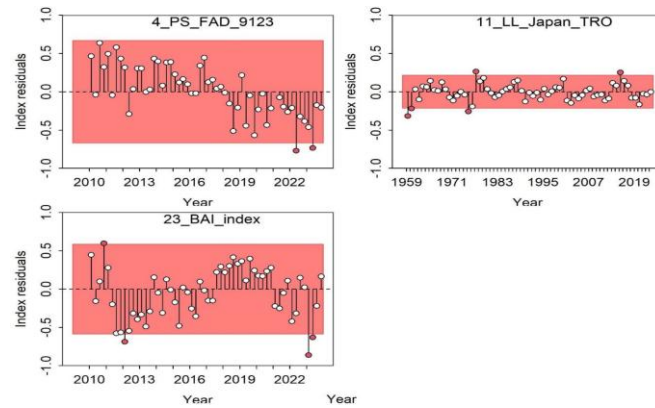 4_PS_FAD_9123
Index residuals
1.0
0.5
0.0
-0.5
-1.0
2010 2013 2016 2019 2022
Year
11_LL_Japan_TRO
Index residuals
1.0
0.5
0.0
-0.5
-1.0
1959 1971 1983 1995 2007 2019
Year
23_BAI_index
Index residuals
1.0
0.5
0.0
-0.5
-1.0
2010 2013 2016 2019 2022
Year
Year